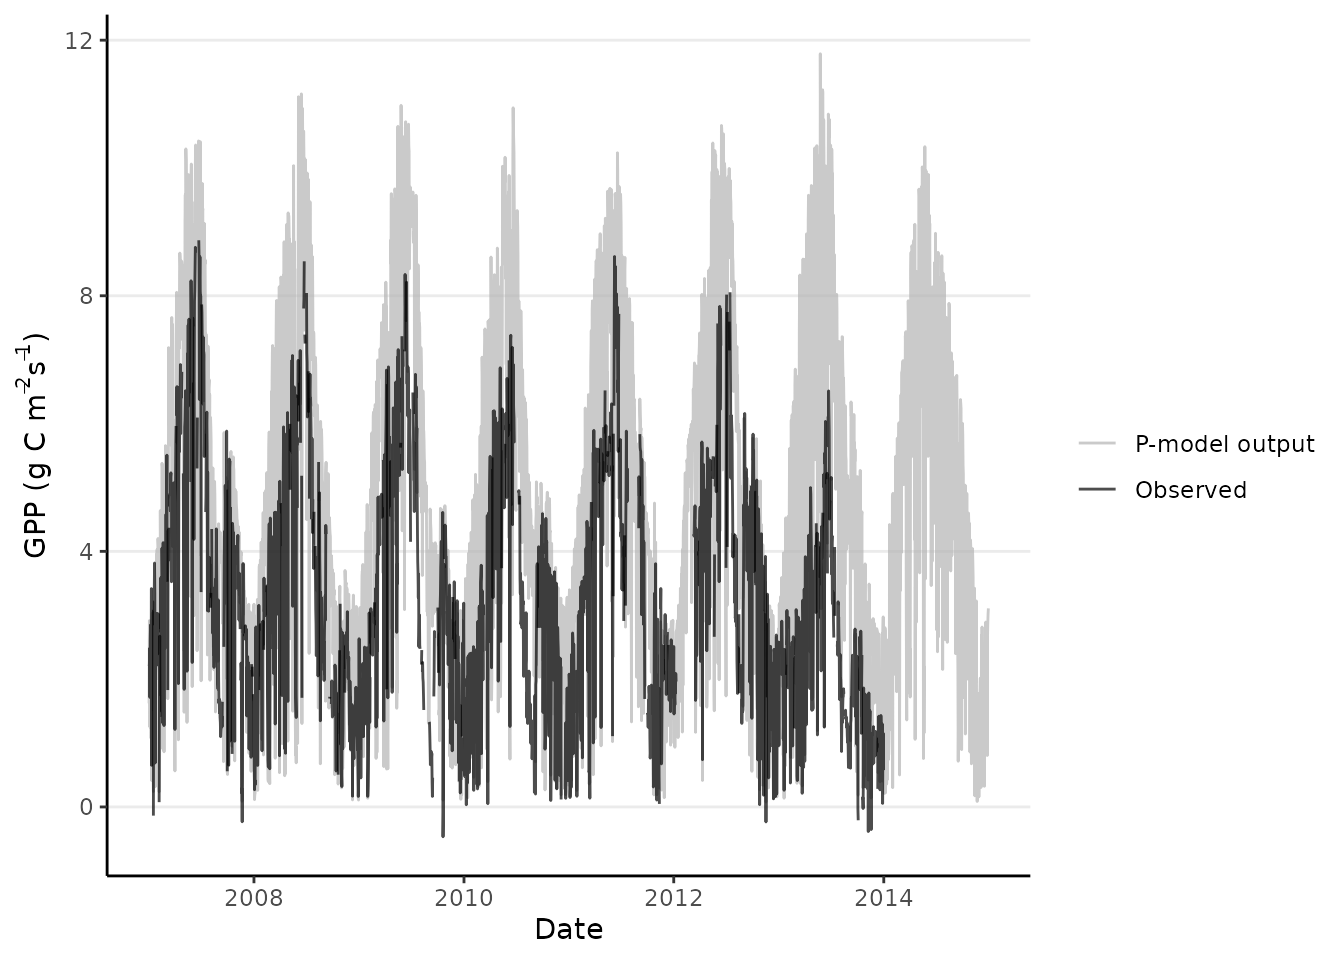 12
8
4
0
GPP (g C m⁻²s⁻¹)
2008 2010 2012 2014
Date
P-model output
Observed